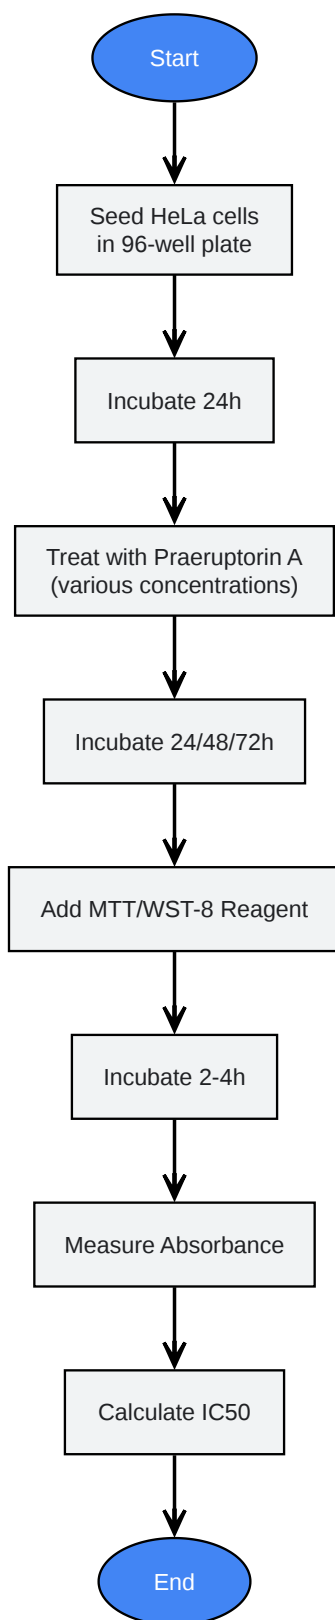 Start
Seed HeLa cells
in 96-well plate
Incubate 24h
Treat with Praeruptorin A
(various concentrations)
Incubate 24/48/72h
Add MTT/WST-8 Reagent
Incubate 2-4h
Measure Absorbance
Calculate IC50
End